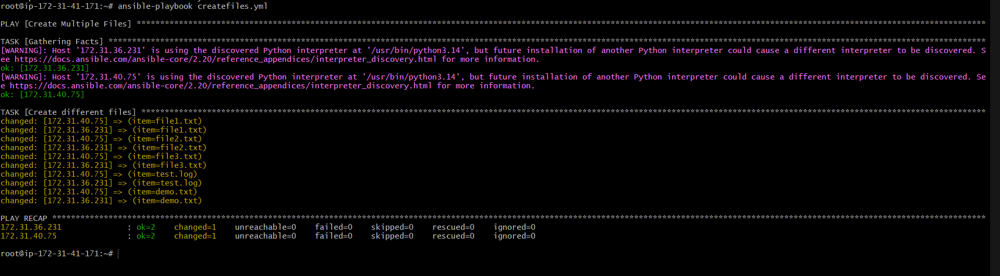 root@ip-172-31-41-171:~# ansible-playbook createfiles.yml
PLAY [Create Multiple Files] *************************************************************************************************************************************************************************************
TASK [Gathering Facts] *******************************************************************************************************************************************************************************************
[WARNING]: Host '172.31.36.231' is using the discovered Python interpreter at '/usr/bin/python3.14', but future installation of another Python interpreter could cause a different interpreter to be discovered. S
ee https://docs.ansible.com/ansible-core/2.20/reference_appendices/interpreter_discovery.html for more information.
ok: [172.31.36.231]
[WARNING]: Host '172.31.40.75' is using the discovered Python interpreter at '/usr/bin/python3.14', but future installation of another Python interpreter could cause a different interpreter to be discovered. Se
e https://docs.ansible.com/ansible-core/2.20/reference_appendices/interpreter_discovery.html for more information.
ok: [172.31.40.75]
TASK [Create different files] ************************************************************************************************************************************************************************************
changed: [172.31.40.75] => (item=file1.txt)
changed: [172.31.36.231] => (item=file1.txt)
changed: [172.31.40.75] => (item=file2.txt)
changed: [172.31.36.231] => (item=file2.txt)
changed: [172.31.40.75] => (item=file3.txt)
changed: [172.31.36.231] => (item=file3.txt)
changed: [172.31.40.75] => (item=test.log)
changed: [172.31.36.231] => (item=test.log)
changed: [172.31.40.75] => (item=demo.txt)
changed: [172.31.36.231] => (item=demo.txt)
PLAY RECAP *******************************************************************************************************************************************************************************************************
172.31.36.231              : ok=2    changed=1    unreachable=0    failed=0    skipped=0    rescued=0    ignored=0
172.31.40.75               : ok=2    changed=1    unreachable=0    failed=0    skipped=0    rescued=0    ignored=0
root@ip-172-31-41-171:~#